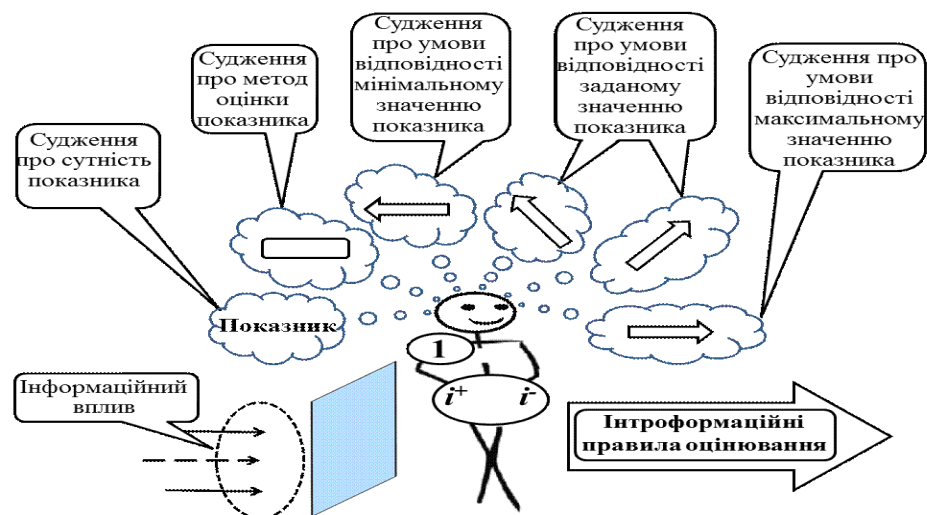 Судження
про сутність
показника
Судження
про метод
оцінки
показника
Судження
про умови
відповідності
мінімальному
значенню
показника
Судження
про умови
відповідності
заданому
значенню
показника
Судження про
умови
відповідності
максимальному
значенню
показника
Показник
1
i⁺ i⁻
Інформаційний
вплив
Інтроформаційні
правила оцінювання